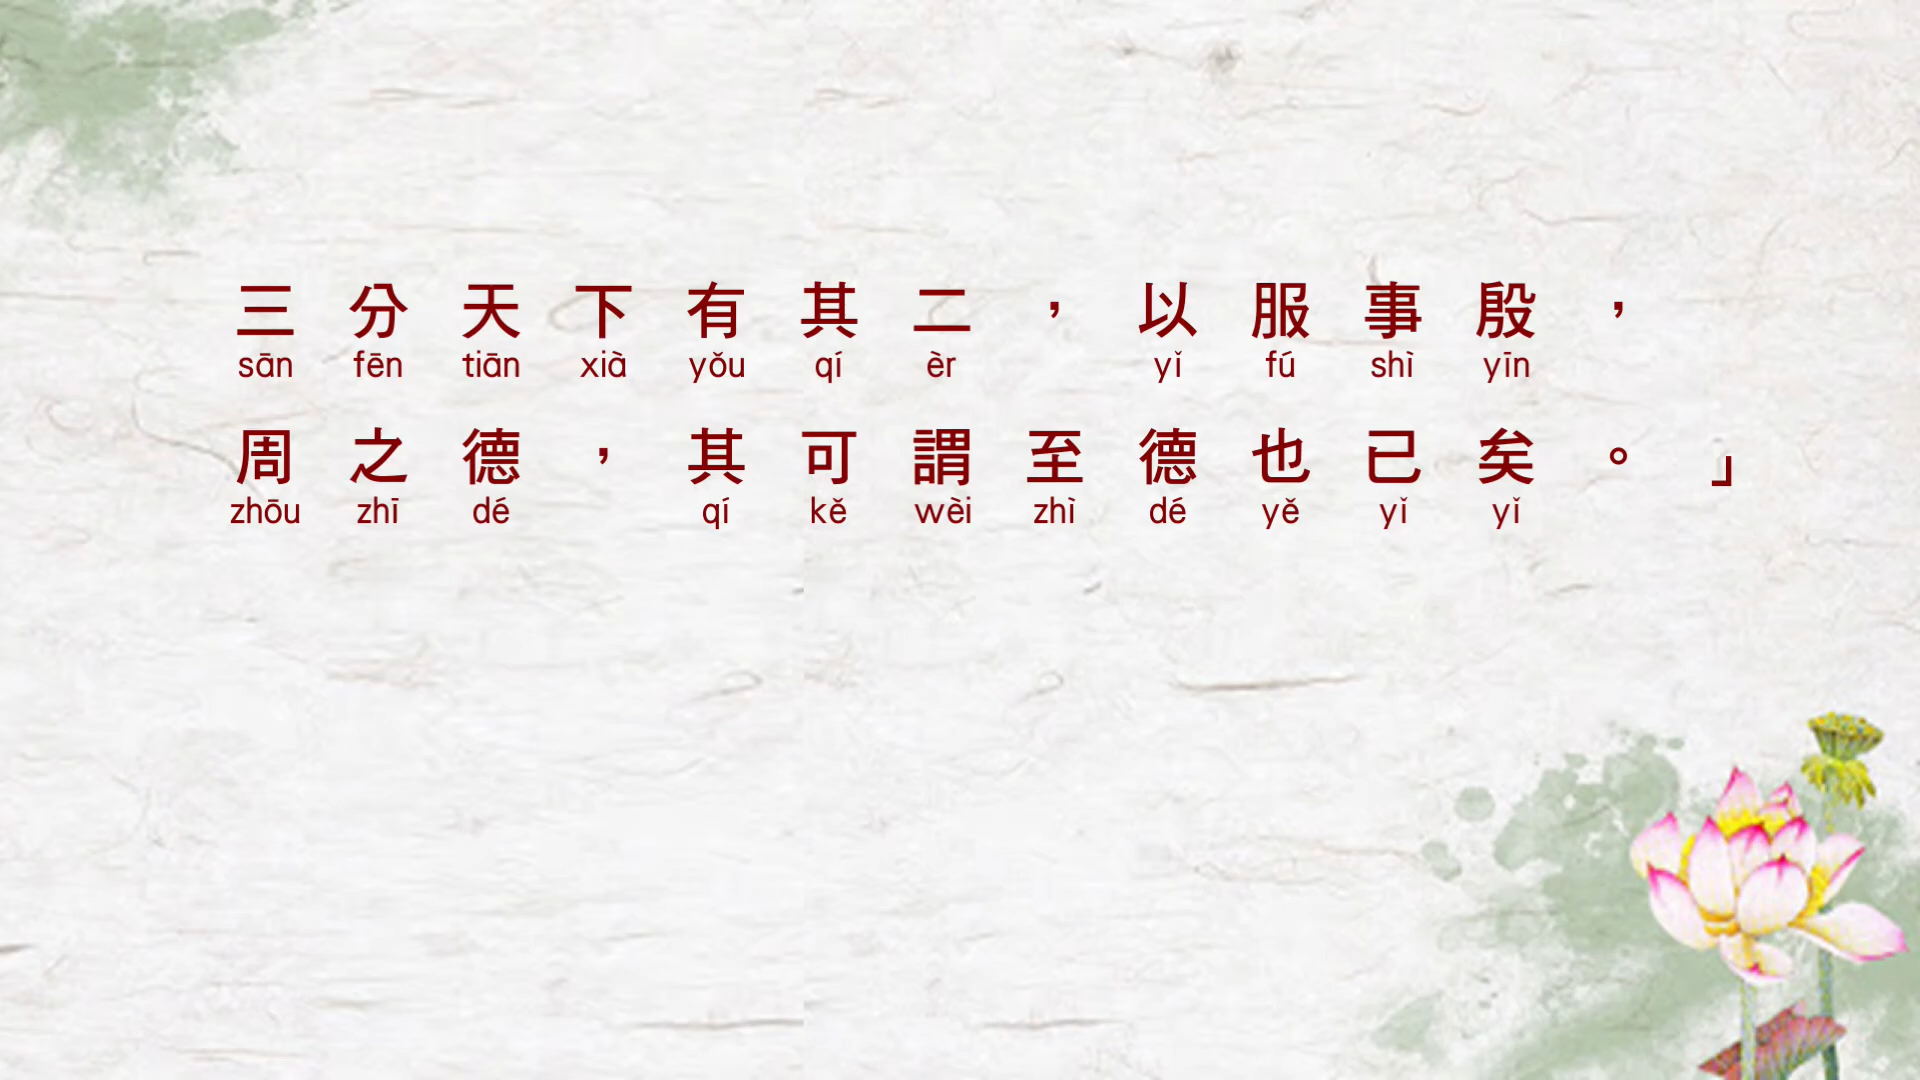 三分天下有其二，以服事殷，
sān fēn tiān xià yǒu qí èr yǐ fú shì yīn
周之德，其可謂至德也已矣。」
zhōu zhī dé qí kě wèi zhì dé yě yǐ yǐ